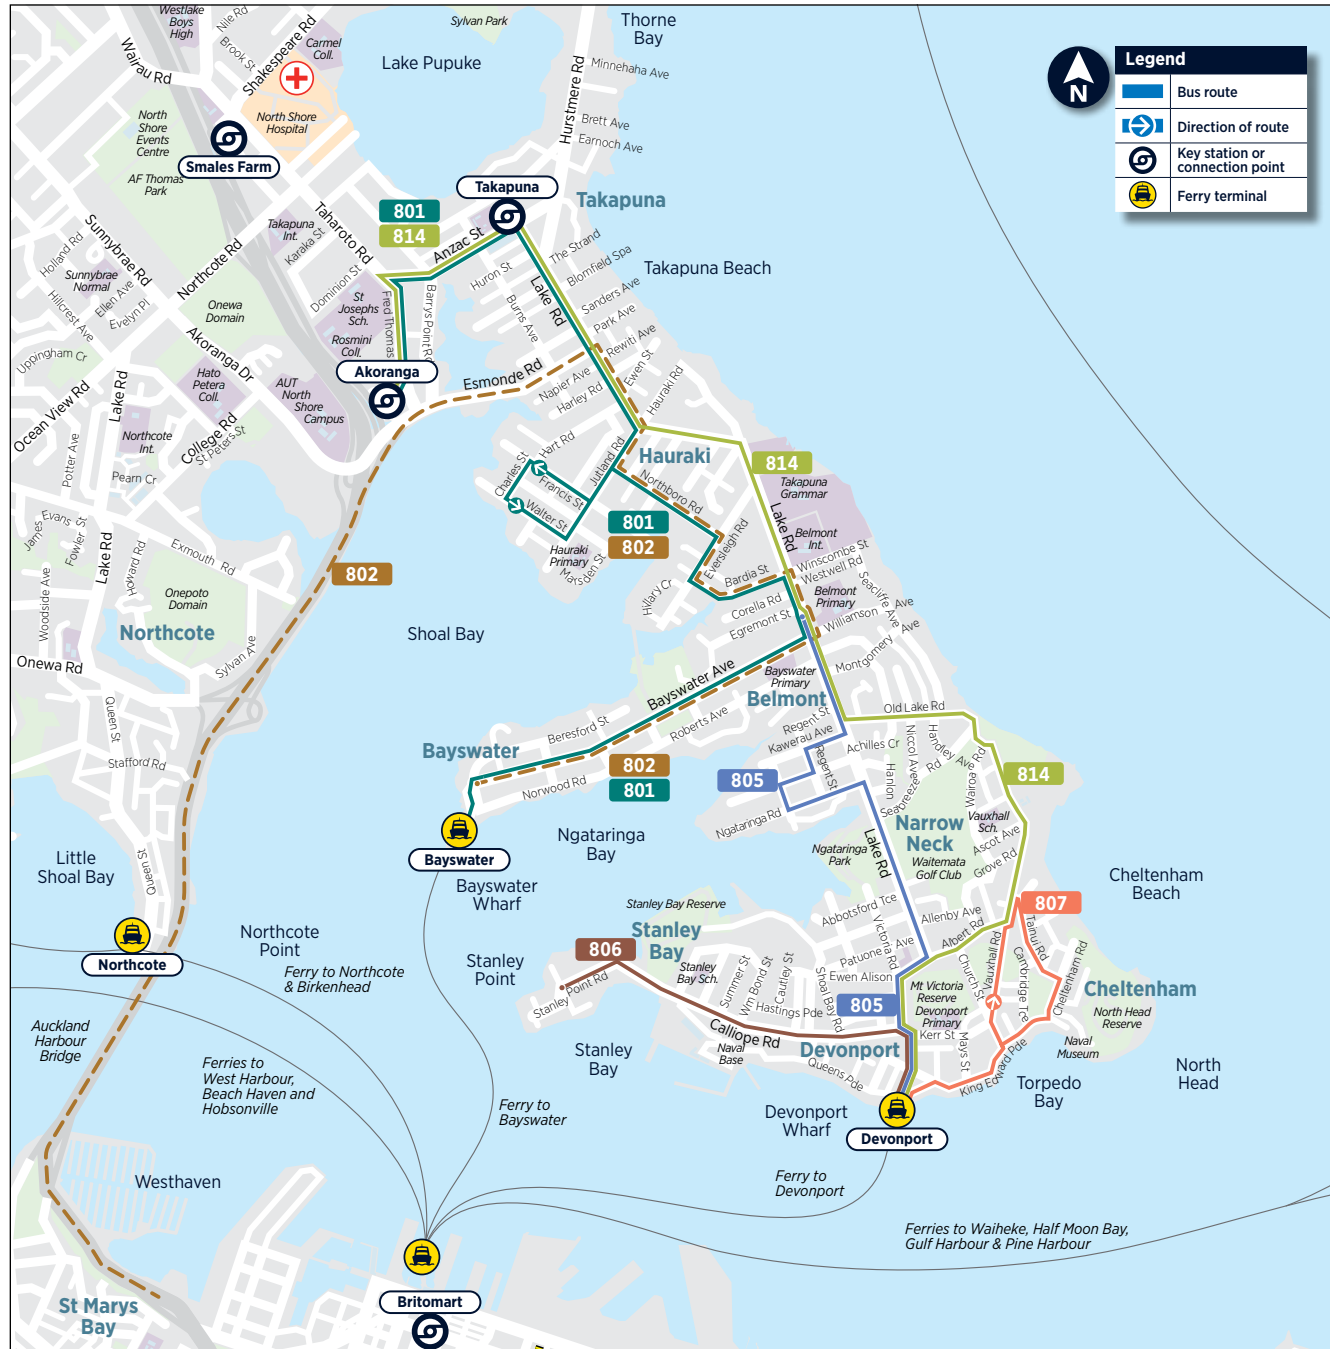 Westlake
Boys
High
Nile Rd
Brook St
Shakespeare Rd
Carmel
Coll.
Sylvan Park
Thorne
Bay
Lake Pupuke
Wairau Rd
Minnehaha Ave
Hurstmere Rd
Brett Ave
Earnoch Ave
North
Shore
Events
Centre
North Shore
Hospital
Smales Farm
AF Thomas
Park
Takapuna
Takapuna
Takapuna Beach
801
814
Anzac St
Taharoto Rd
Takapuna
Int.
Karaka St
Dominion St
Sunnybrae Rd
Northcote Rd
Holland Rd
Sunnybrae
Normal
Ellen Ave
Evelyn Pl
Hillcrest Ave
Uppingham Cr
Onewa
Domain
St
Josephs
Sch.
Rosmini
Coll.
Fred Thomas
Barrys Point Rd
Huron St
Burns Ave
Lake Rd
The Strand
Blomfield Spa
Sanders Ave
Park Ave
Rewiti Ave
Ewen St
Hauraki Rd
Akoranga
Akoranga Dr
Esmonde Rd
Napier Ave
Harley Rd
Hato
Petera
Coll.
AUT
North
Shore
Campus
Ocean View Rd
Lake Rd
College Rd
St Peters St
Northcote
Int.
Potter Ave
Pearn Cr
Hart Rd
Charles St
Francis St
Walter St
Jutland Rd
Hauraki
Northboro Rd
814
Takapuna
Grammar
Lake Rd
801
802
Hauraki
Primary
Marsden St
Eversleigh Rd
Belmont
Int.
Winscombe St
Westwell Rd
Seacliffe Ave
Bardia St
Hillary Cr
Corella Rd
Egremont St
Belmont
Primary
Williamson Ave
Montgomery Ave
James
Evans
Fowler St
Lake Rd
Howard Rd
Exmouth Rd
802
Onepoto
Domain
Woodside Ave
Northcote
Sylvan Ave
Onewa Rd
Shoal Bay
Bayswater
Primary
Belmont
Bayswater Ave
Roberts Ave
Beresford St
Bayswater
Norwood Rd
802
801
Regent St
Kawerau Ave
Regent St
Old Lake Rd
Achilles Cr
Niccol Ave
Handley Ave
Hanlon
Seabreeze Rd
Wairoa Rd
814
805
Ngataringa Rd
Narrow
Neck
Vauxhall
Sch.
Ascot Ave
Grove Rd
Waitemata
Golf Club
Ngataringa
Park
Lake Rd
Queen St
Stafford Rd
Queen St
Little
Shoal Bay
Bayswater
Bayswater
Wharf
Ngataringa
Bay
Cheltenham
Beach
Northcote
Northcote
Point
Ferry to Northcote
& Birkenhead
Stanley
Point
Stanley Bay Reserve
Stanley
Bay
806
Stanley
Point Rd
Stanley
Bay Sch.
Summer St
Wm Bond St
Cautley St
Hastings Pde
Shoal Bay Rd
Abbotsford Tce
Victoria Rd
Patuone Ave
Ewen Alison
Allenby Ave
Albert Rd
807
Tainui Rd
Vauxhall Rd
Church St
Cambridge Tce
Cheltenham Rd
Cheltenham
North Head
Reserve
805
Mt Victoria
Reserve
Devonport
Primary
Kerr St
Mays St
King Edward Pde
Naval
Museum
North
Head
Torpedo
Bay
Calliope Rd
Naval
Base
Devonport
Queens Pde
Stanley
Bay
Devonport
Wharf
Devonport
Auckland
Harbour
Bridge
Ferries to
West Harbour,
Beach Haven and
Hobsonville
Ferry to
Bayswater
Ferry to
Devonport
Westhaven
Ferries to Waiheke, Half Moon Bay,
Gulf Harbour & Pine Harbour
St Marys
Bay
Britomart
N
Legend
Bus route
Direction of route
Key station or
connection point
Ferry terminal